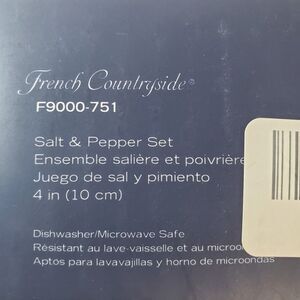 French Countryside®
F9000-751
Salt & Pepper Set
Ensemble salière et poivrière
Juego de sal y pimiento
4 in (10 cm)
Dishwasher/Microwave Safe
Résistant au lave-vaisselle et au
Aptos para lavavajillas y horno de microondas